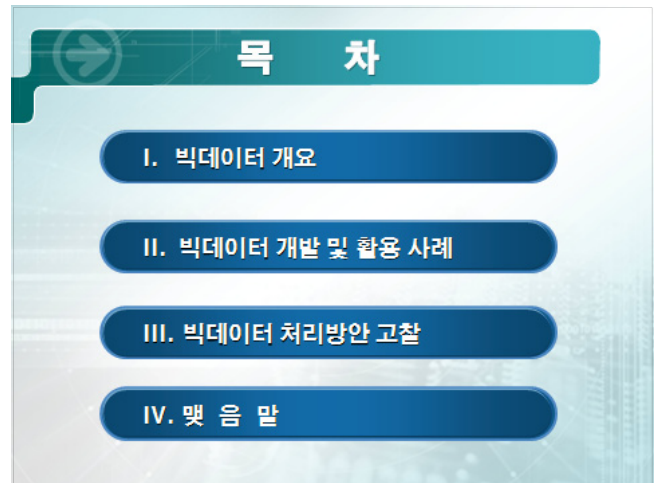 목 차
I. 빅데이터 개요
II. 빅데이터 개발 및 활용 사례
III. 빅데이터 처리방안 고찰
IV. 맺 음 말